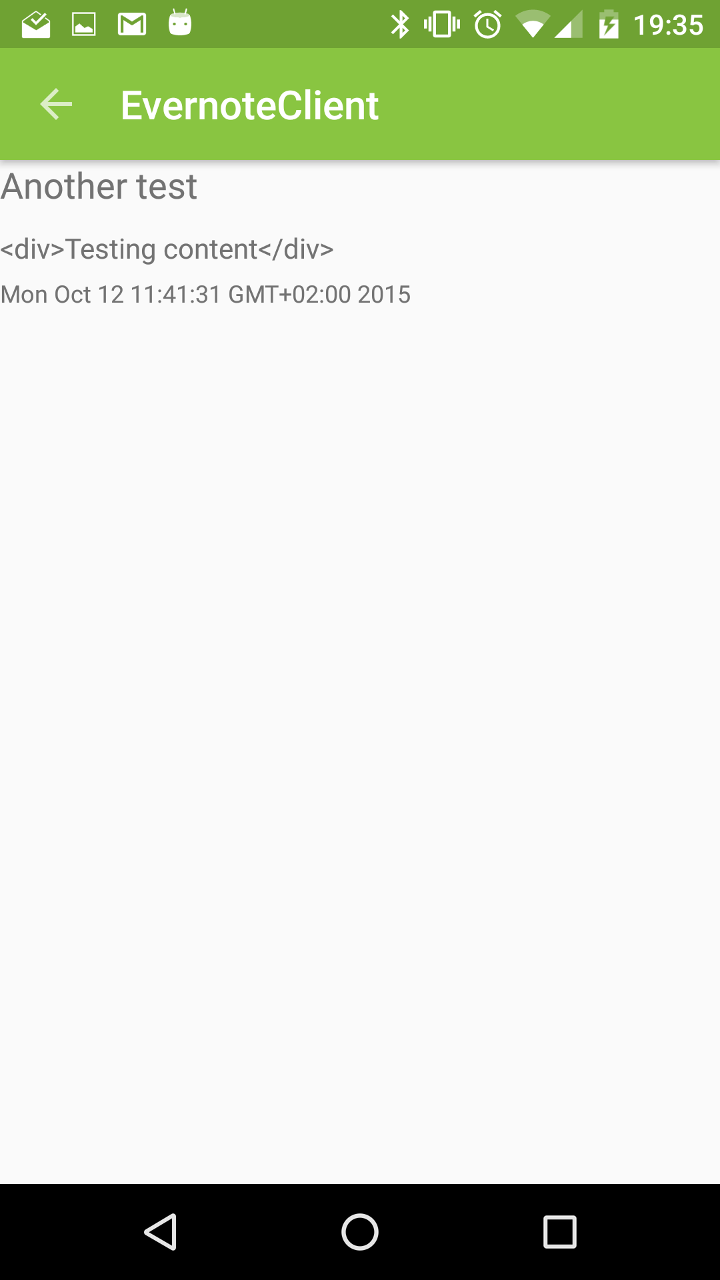 19:35
EvernoteClient
Another test
<div>Testing content</div>
Mon Oct 12 11:41:31 GMT+02:00 2015